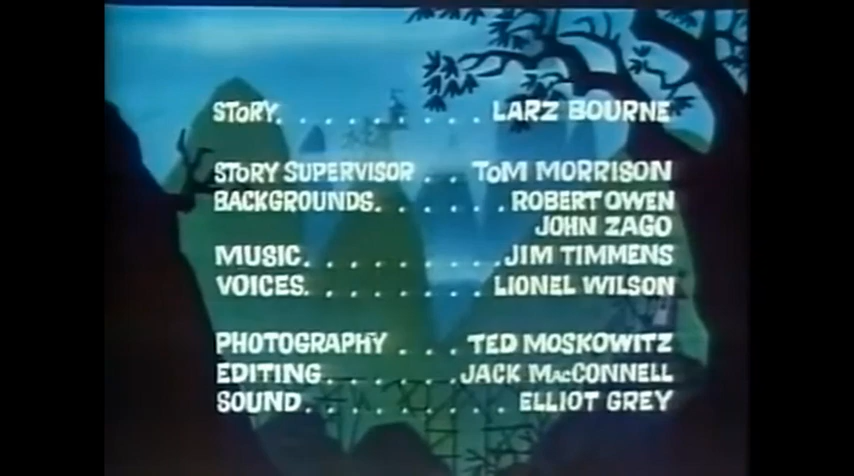 STORY. . . . . . . . . LARZ BOURNE
STORY SUPERVISOR . . TOM MORRISON
BACKGROUNDS. . . . . . ROBERT OWEN
JOHN ZAGO
MUSIC. . . . . . . . . JIM TIMMENS
VOICES. . . . . . . . LIONEL WILSON
PHOTOGRAPHY . . . TED MOSKOWITZ
EDITING. . . . . . JACK MACCONNELL
SOUND. . . . . . . . . ELLIOT GREY